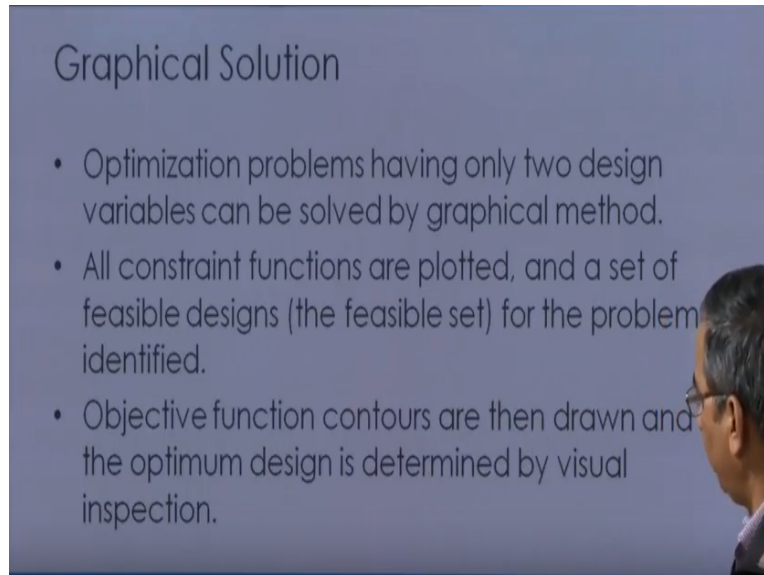 Graphical Solution
• Optimization problems having only two design
variables can be solved by graphical method.
• All constraint functions are plotted, and a set of
feasible designs (the feasible set) for the problem
identified.
• Objective function contours are then drawn and
the optimum design is determined by visual
inspection.